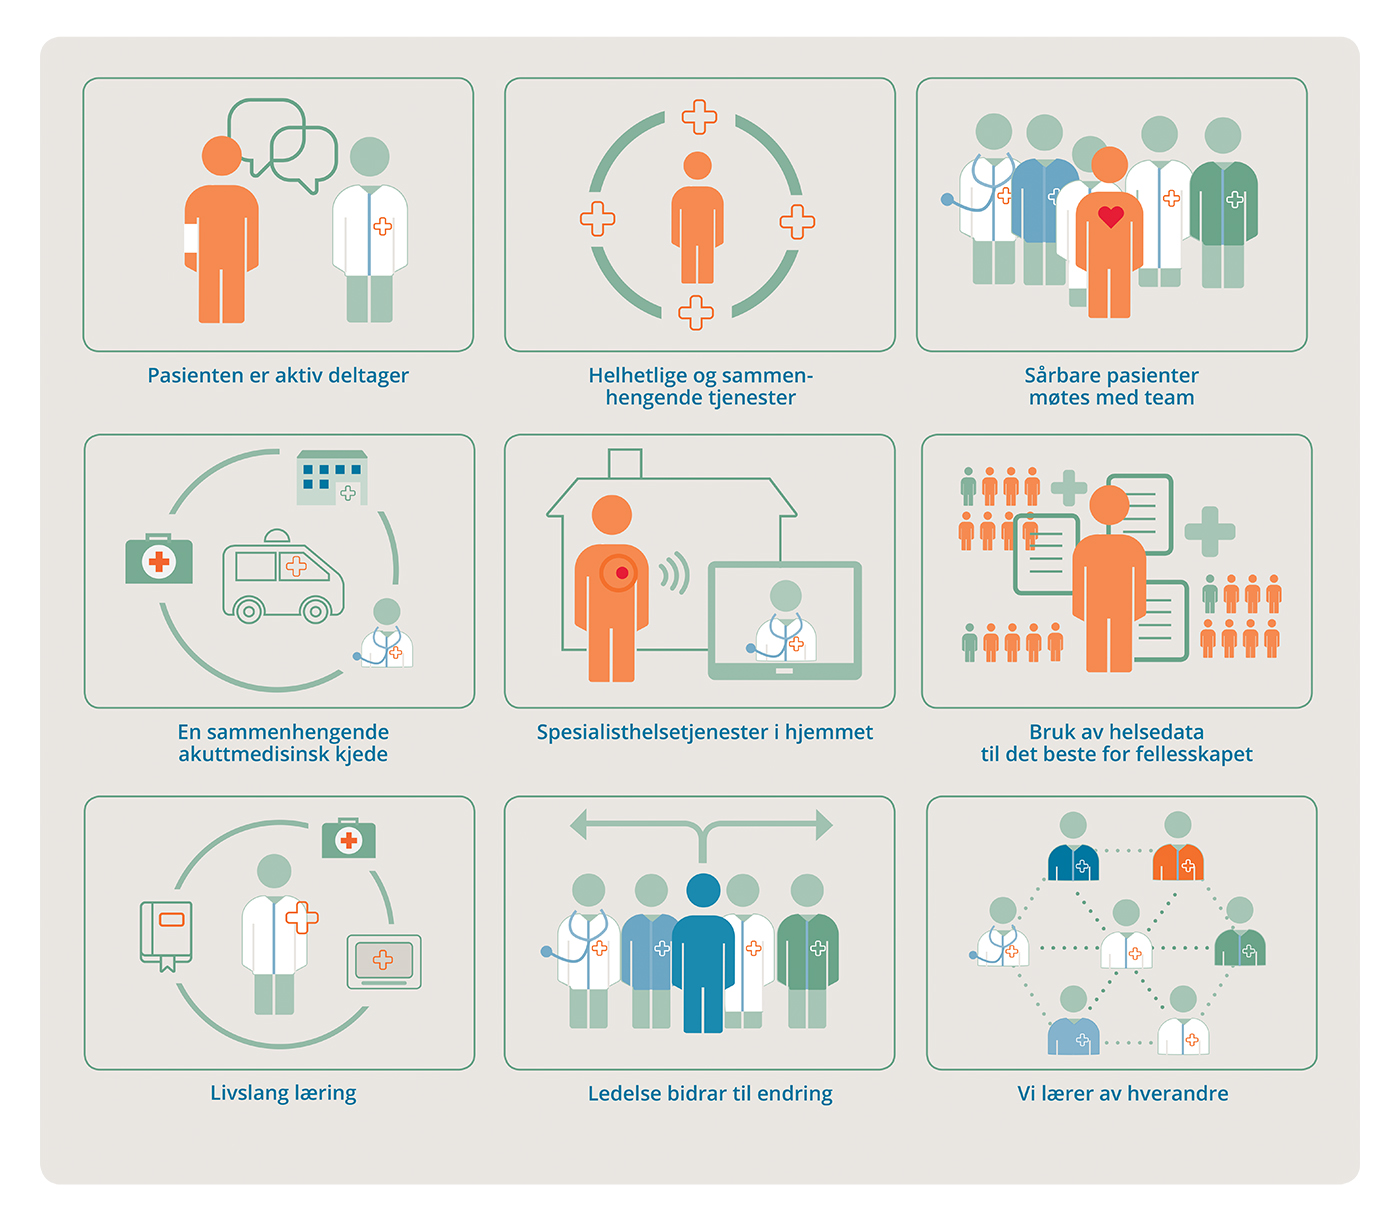 Pasienten er aktiv deltager
Helhetlige og sammen-
hengende tjenester
Sårbare pasienter
møtes med team
En sammenhengende
akuttmedisinsk kjede
Spesialisthelsetjenester i hjemmet
Bruk av helsedata
til det beste for fellesskapet
Livslang læring
Ledelse bidrar til endring
Vi lærer av hverandre